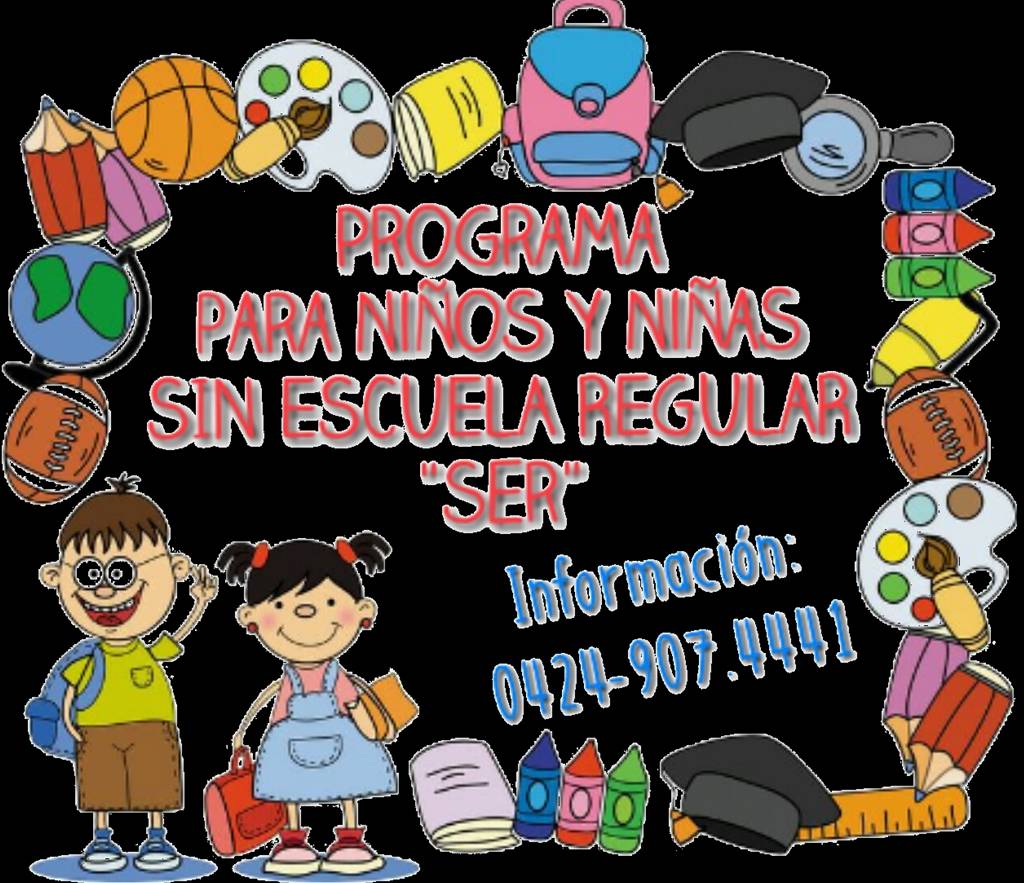 PROGRAMA
PARA NIÑOS Y NIÑAS
SIN ESCUELA REGULAR
"SER"
Información:
0424-907.4441